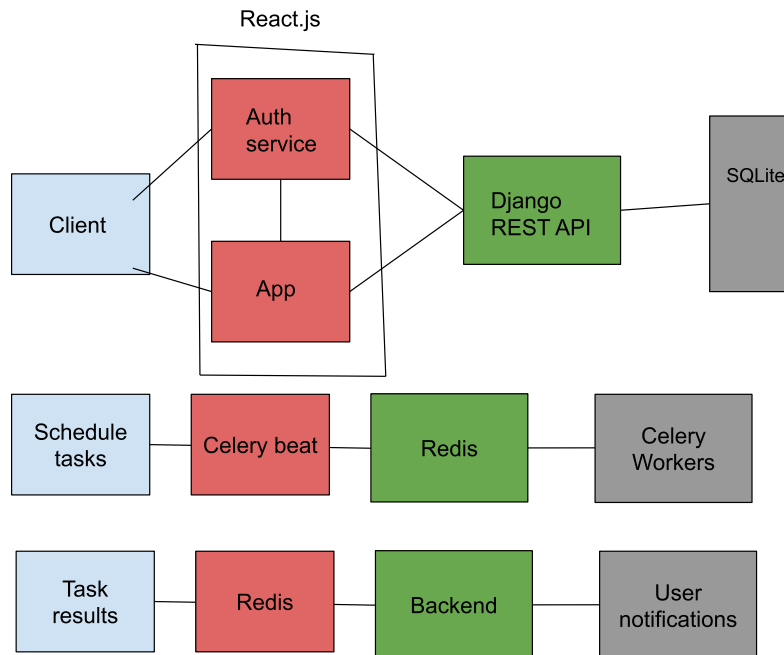 React.js
Auth
service
Client
App
Django
REST API
SQLite
Schedule
tasks
Celery beat
Redis
Celery
Workers
Task
results
Redis
Backend
User
notifications